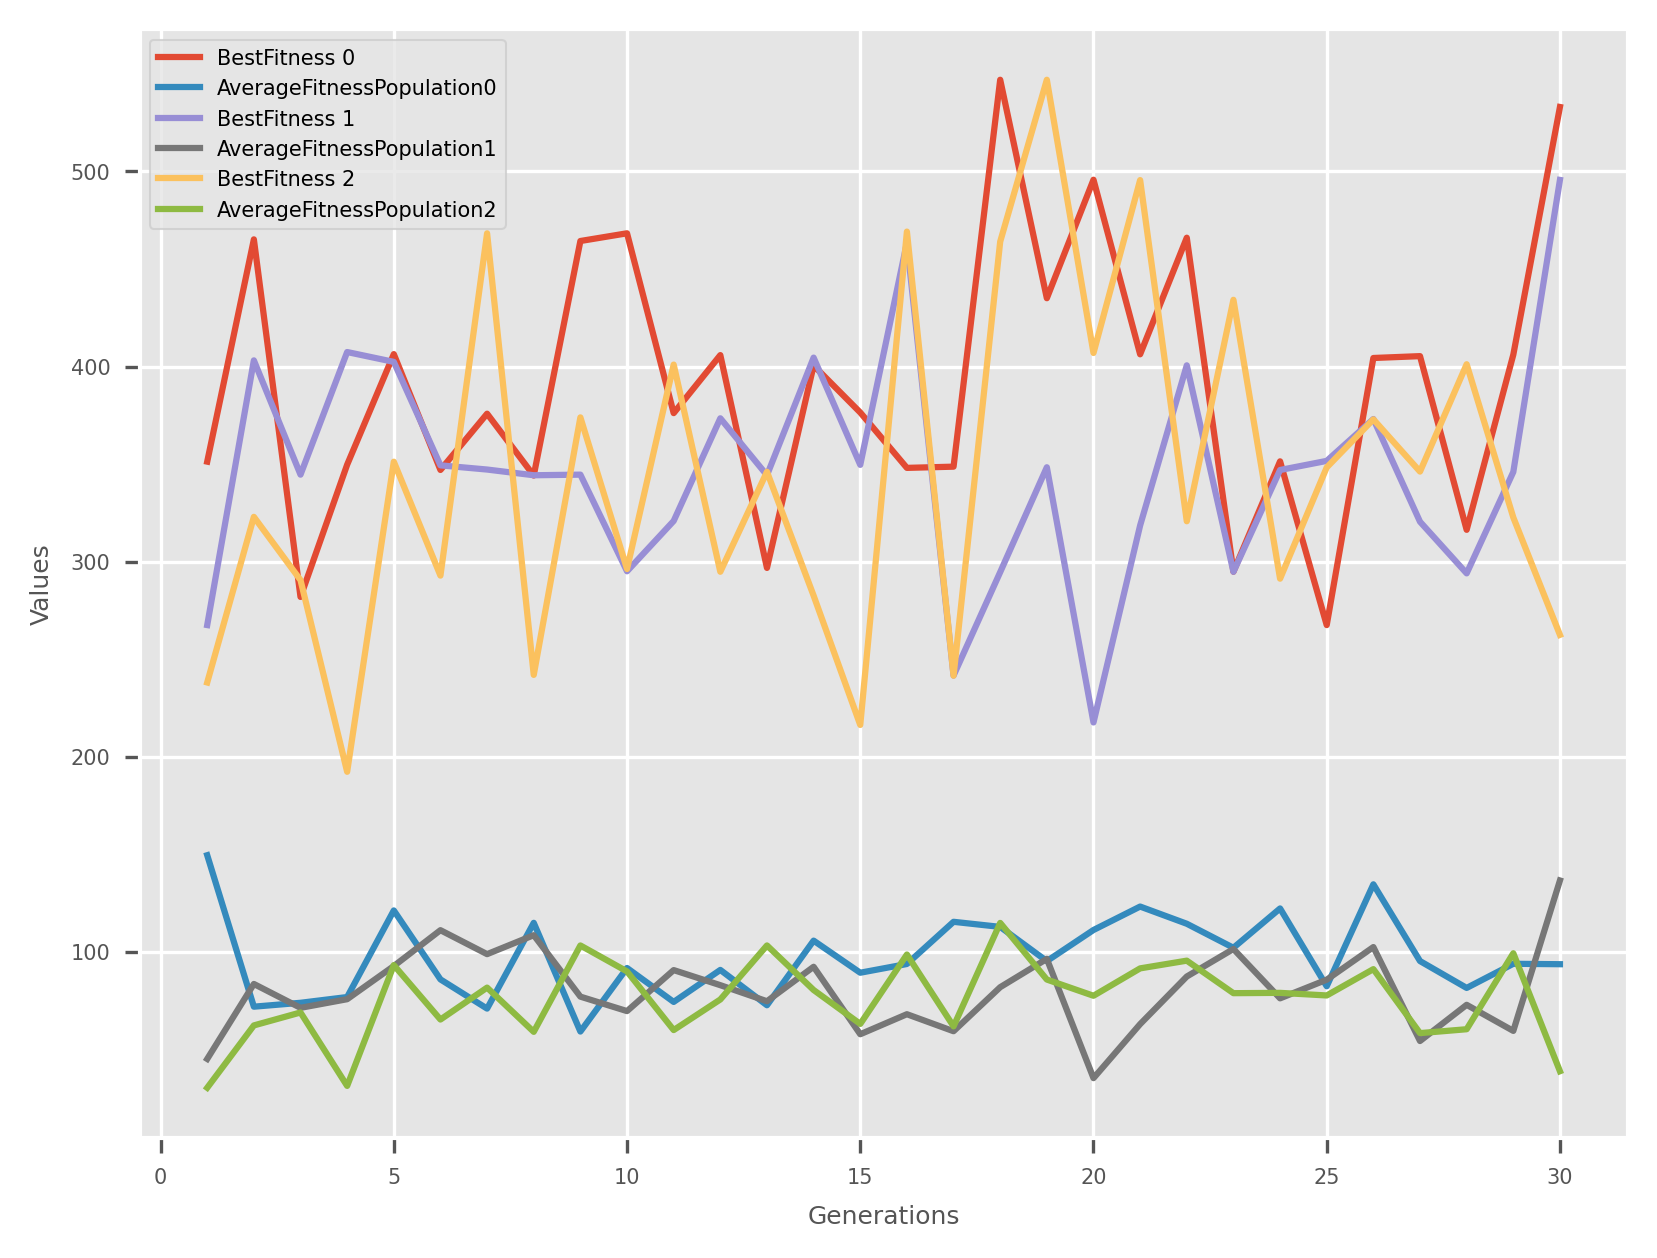 BestFitness 0
AverageFitnessPopulation0
BestFitness 1
AverageFitnessPopulation1
BestFitness 2
AverageFitnessPopulation2
500
400
300
200
100
Values
0 5 10 15 20 25 30
Generations